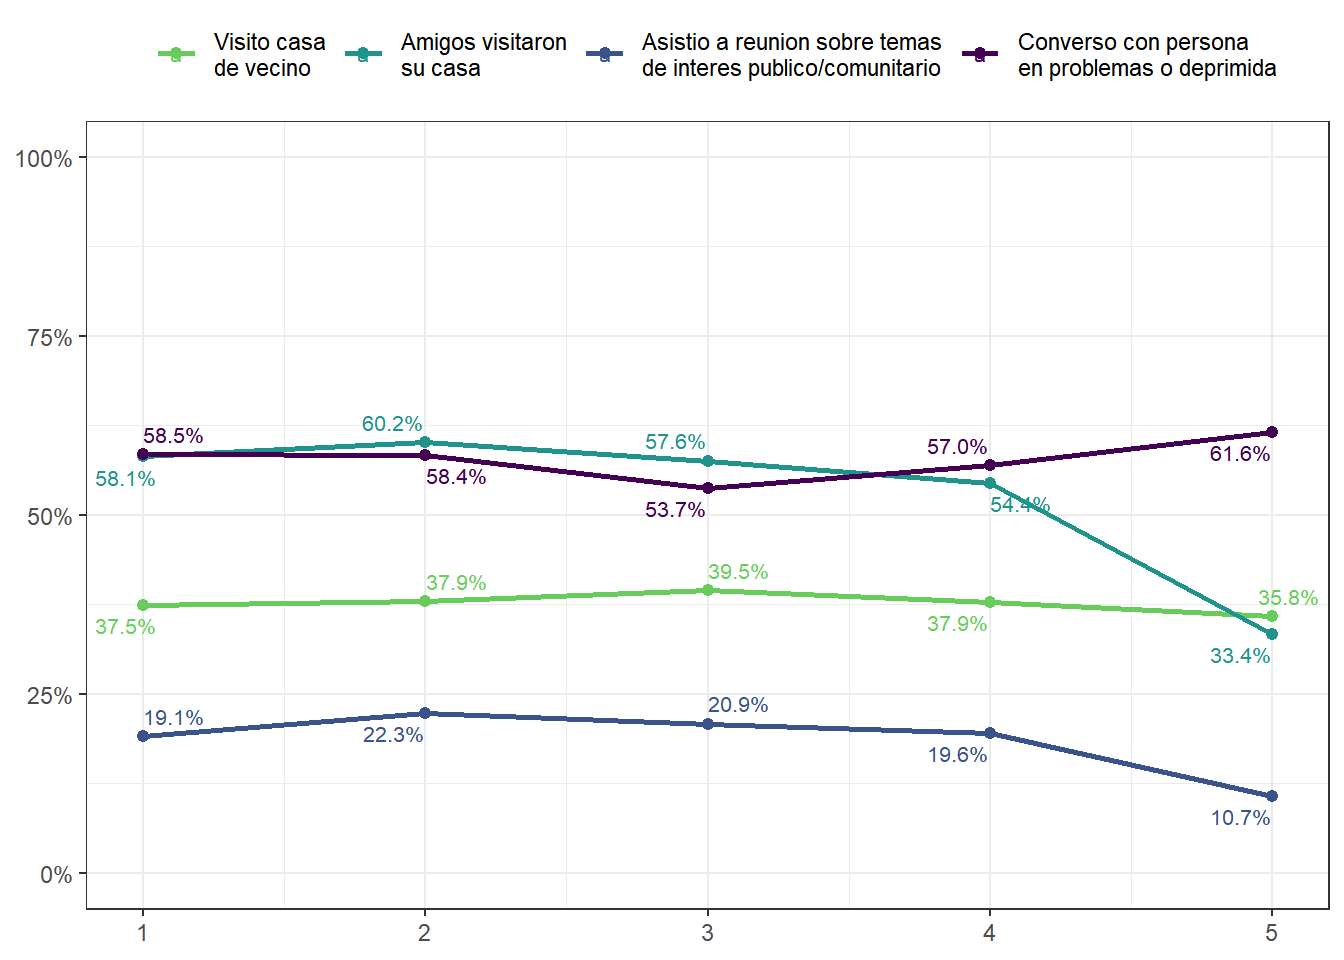 Visito casa
de vecino
Amigos visitaron
su casa
Asistio a reunion sobre temas
de interes publico/comunitario
Converso con persona
en problemas o deprimida
a a a a
100%
75%
50%
25%
0%
58.5%
58.1%
60.2%
58.4%
57.6%
53.7%
57.0%
54.4%
61.6%
37.5%
37.9%
39.5%
37.9%
35.8%
33.4%
19.1%
22.3%
20.9%
19.6%
10.7%
1 2 3 4 5